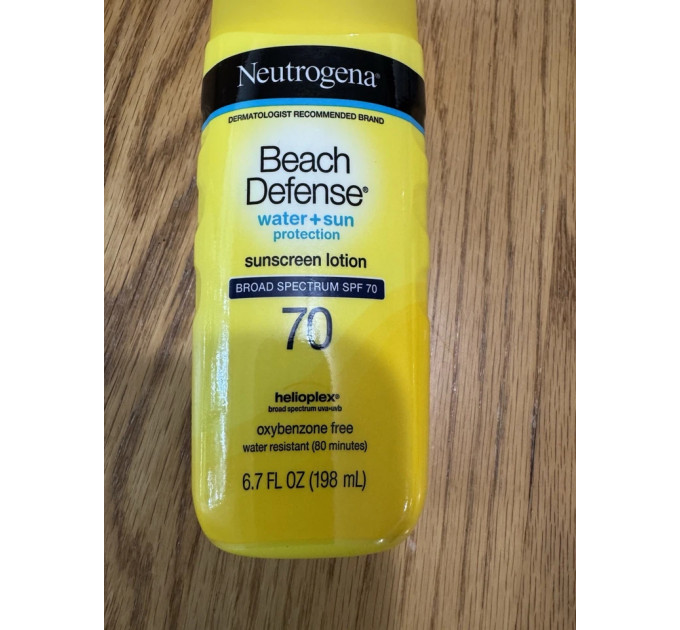 Neutrogena®
DERMATOLOGIST RECOMMENDED BRAND
Beach
Defense®
water+sun
protection
sunscreen lotion
BROAD SPECTRUM SPF 70
70
helioplex®
broad spectrum uva+uvb
oxybenzone free
water resistant (80 minutes)
6.7 FL OZ (198 mL)